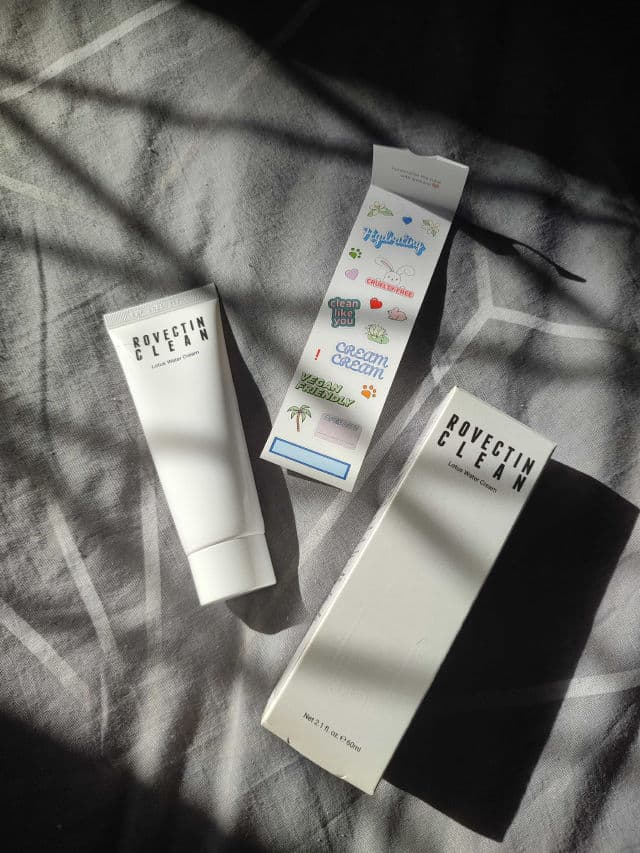 ROVECTIN
CLEAN
Lotus Water Cream
Hydrating
CRUELTY-FREE
clean
like
you
CREAM
CREAM
VEGAN
FRIENDLY
ROVECTIN
CLEAN
Lotus Water Cream
Net 2.1 fl. oz. ℮ 60ml